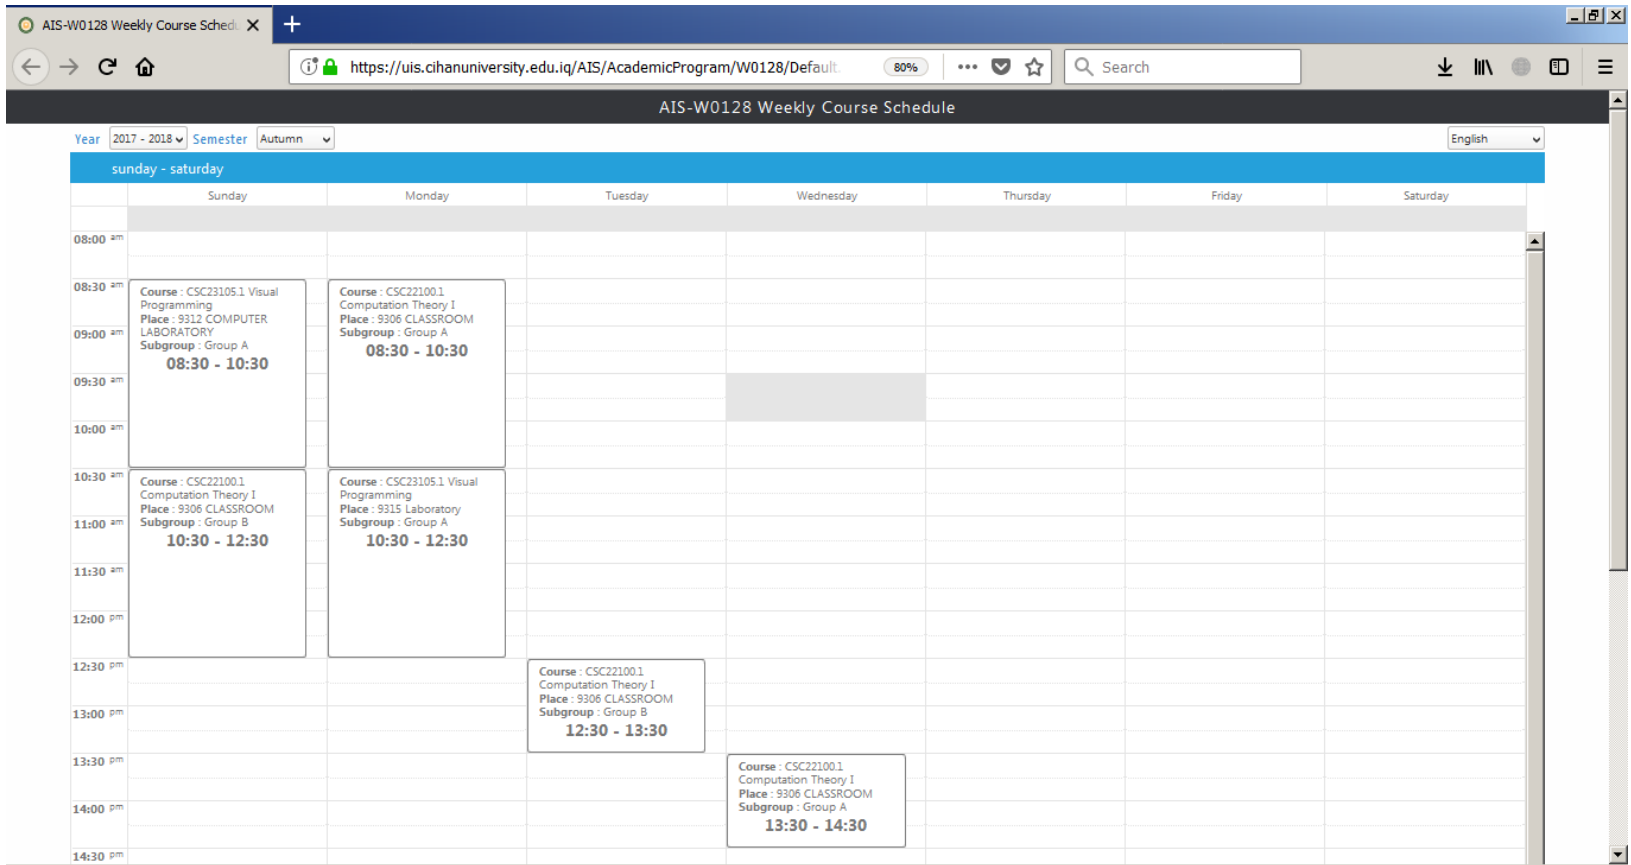 AIS-W0128 Weekly Course Schedu
https://uis.cihanuniversity.edu.iq/AIS/AcademicProgram/W0128/Default.
80%
Search
AIS-W0128 Weekly Course Schedule
Year 2017 - 2018 Semester Autumn English
sunday - saturday
Sunday Monday Tuesday Wednesday Thursday Friday Saturday
08:00 am
08:30 am
09:00 am
09:30 am
10:00 am
10:30 am
11:00 am
11:30 am
12:00 pm
12:30 pm
13:00 pm
13:30 pm
14:00 pm
14:30 pm
Course : CSC23105.1 Visual
Programming
Place : 9312 COMPUTER
LABORATORY
Subgroup : Group A
08:30 - 10:30
Course : CSC22100.1
Computation Theory I
Place : 9306 CLASSROOM
Subgroup : Group B
10:30 - 12:30
Course : CSC22100.1
Computation Theory I
Place : 9306 CLASSROOM
Subgroup : Group A
08:30 - 10:30
Course : CSC23105.1 Visual
Programming
Place : 9315 Laboratory
Subgroup : Group A
10:30 - 12:30
Course : CSC22100.1
Computation Theory I
Place : 9306 CLASSROOM
Subgroup : Group B
12:30 - 13:30
Course : CSC22100.1
Computation Theory I
Place : 9306 CLASSROOM
Subgroup : Group A
13:30 - 14:30